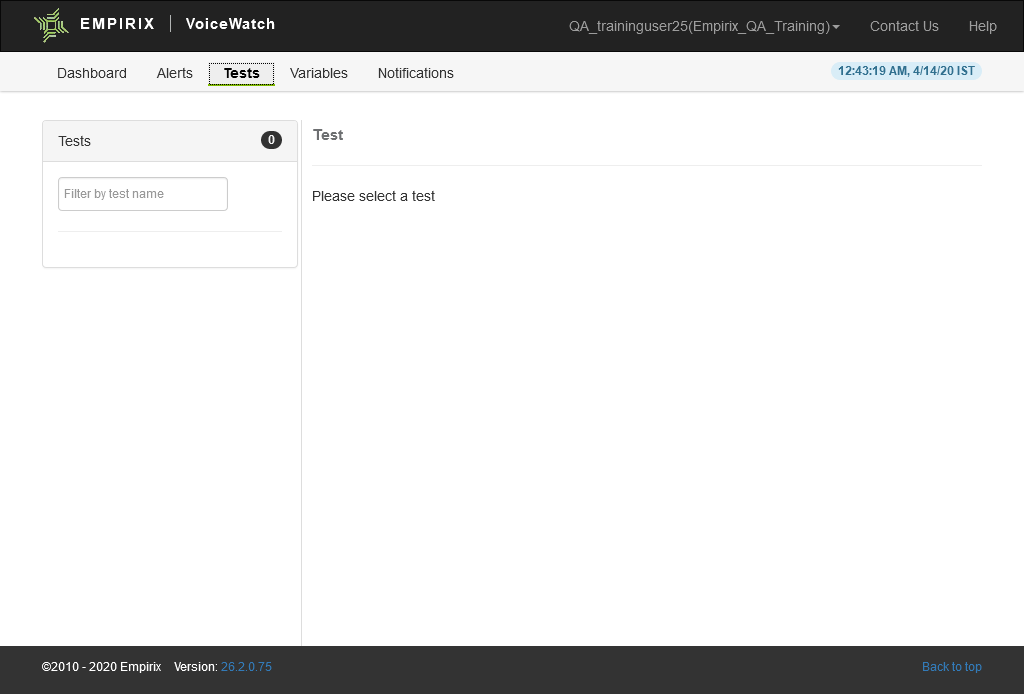 EMPIRIX | VoiceWatch
QA_traininguser25(Empirix_QA_Training)
Contact Us
Help
Dashboard
Alerts
Tests
Variables
Notifications
12:43:19 AM, 4/14/20 IST
Tests
0
Filter by test name
Test
Please select a test
©2010 - 2020 Empirix
Version: 26.2.0.75
Back to top